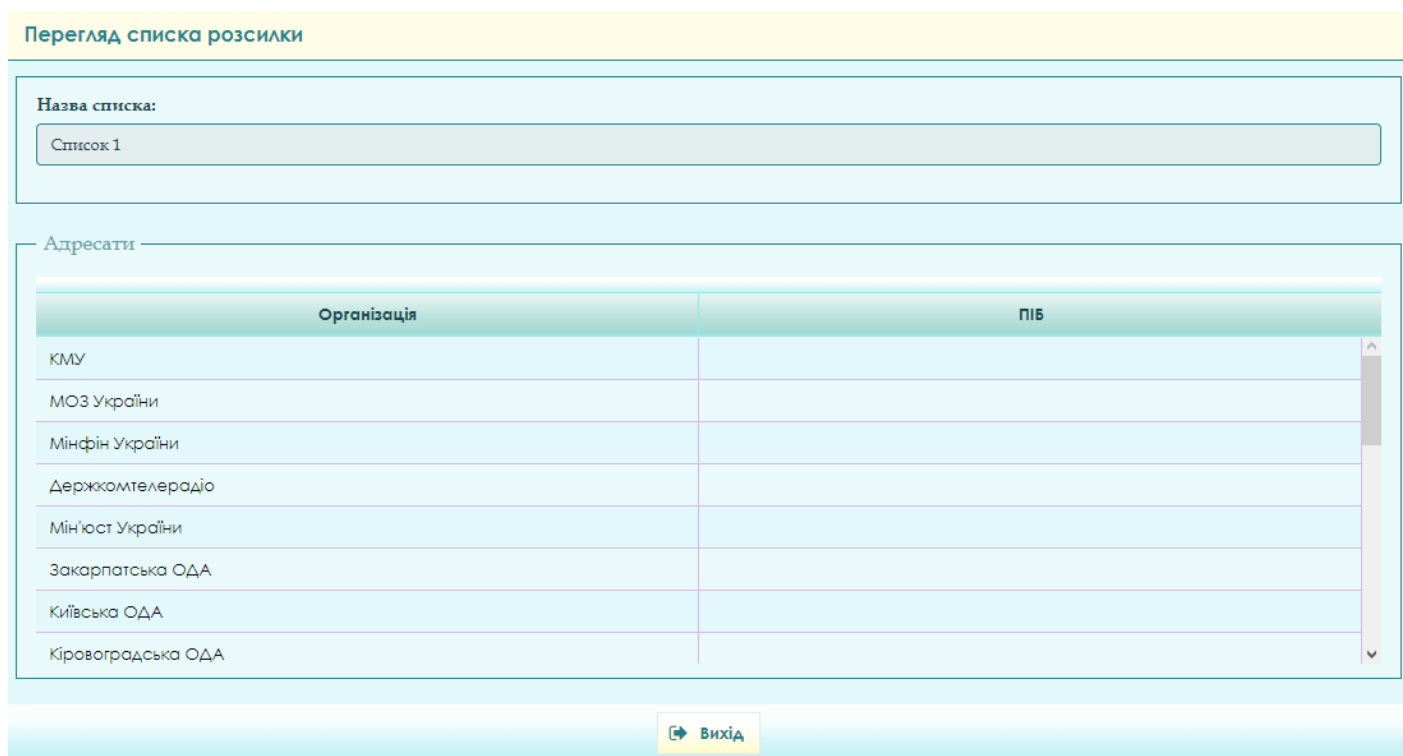 Перегляд списка розсилки
Назва списка:
Список 1
Адресати
Організація ПІБ
КМУ
МОЗ України
Мінфін України
Держкомтелерадіо
Мін'юст України
Закарпатська ОДА
Київська ОДА
Кіровоградська ОДА
Вихід